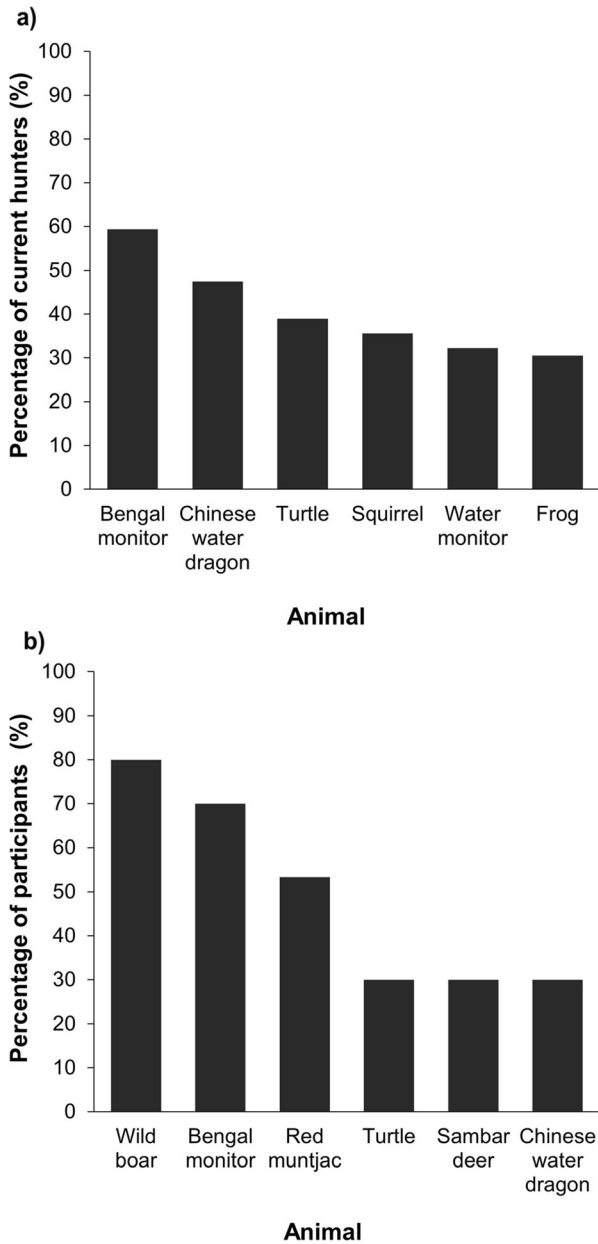 a)
Percentage of current hunters (%)
100
90
80
70
60
50
40
30
20
10
0
Bengal monitor
Chinese water dragon
Turtle
Squirrel
Water monitor
Frog
Animal
b)
Percentage of participants (%)
100
90
80
70
60
50
40
30
20
10
0
Wild boar
Bengal monitor
Red muntjac
Turtle
Sambar deer
Chinese water dragon
Animal